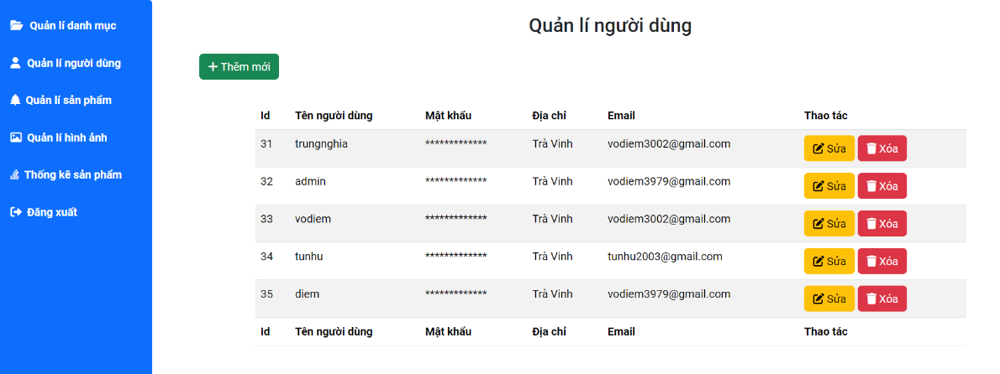 Quản lí danh mục
Quản lí người dùng
Quản lí sản phẩm
Quản lí hình ảnh
Thống kê sản phẩm
Đăng xuất
Quản lí người dùng
+ Thêm mới
Id Tên người dùng Mật khẩu Địa chỉ Email Thao tác
31 trungnghia ************* Trà Vinh vodiem3002@gmail.com Sửa Xóa
32 admin ************* Trà Vinh vodiem3979@gmail.com Sửa Xóa
33 vodiem ************* Trà Vinh vodiem3002@gmail.com Sửa Xóa
34 tunhu ************* Trà Vinh tunhu2003@gmail.com Sửa Xóa
35 diem ************* Trà Vinh vodiem3979@gmail.com Sửa Xóa
Id Tên người dùng Mật khẩu Địa chỉ Email Thao tác